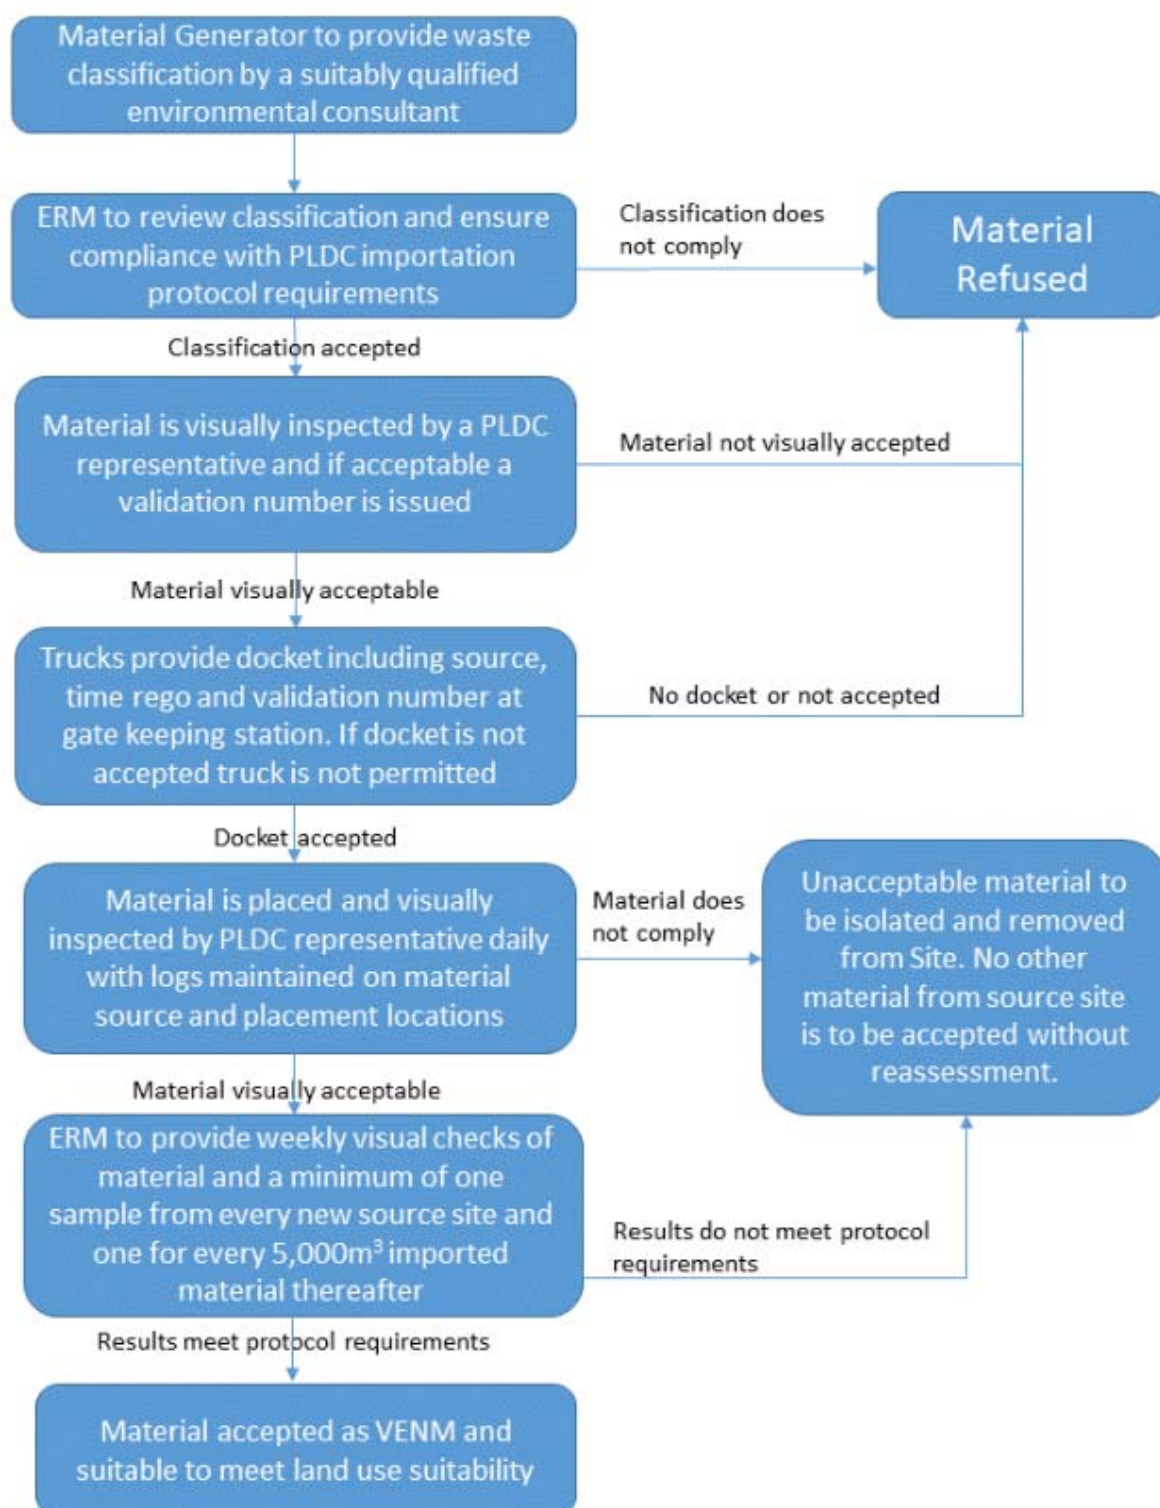 Material Generator to provide waste
classification by a suitably qualified
environmental consultant
ERM to review classification and ensure
compliance with PLDC importation
protocol requirements
Classification does
not comply
Material
Refused
Classification accepted
Material is visually inspected by a PLDC
representative and if acceptable a
validation number is issued
Material not visually accepted
Material visually acceptable
Trucks provide docket including source,
time rego and validation number at
gate keeping station. If docket is not
accepted truck is not permitted
No docket or not accepted
Docket accepted
Material is placed and visually
inspected by PLDC representative daily
with logs maintained on material
source and placement locations
Material does
not comply
Unacceptable material to
be isolated and removed
from Site. No other
material from source site
is to be accepted without
reassessment.
Material visually acceptable
ERM to provide weekly visual checks of
material and a minimum of one
sample from every new source site and
one for every 5,000m³ imported
material thereafter
Results do not meet protocol
requirements
Results meet protocol requirements
Material accepted as VENM and
suitable to meet land use suitability